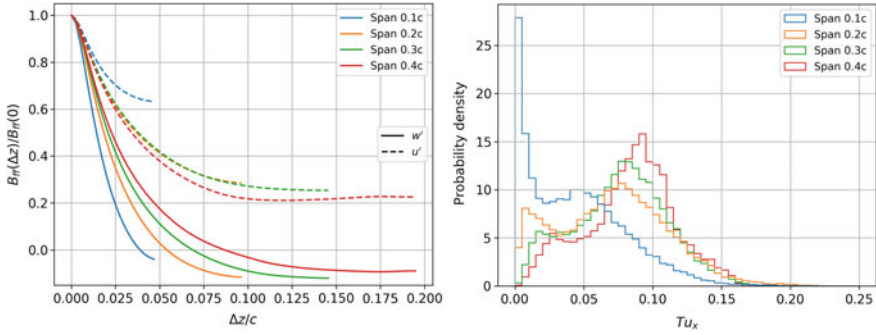 B_ff(Δz)/B_ff(0)
1.0
0.8
0.6
0.4
0.2
0.0
0.000 0.025 0.050 0.075 0.100 0.125 0.150 0.175 0.200
Δz/c
Span 0.1c
Span 0.2c
Span 0.3c
Span 0.4c
w'
u'
Probability density
25
20
15
10
5
0
0.00 0.05 0.10 0.15 0.20 0.25
Tu_x
Span 0.1c
Span 0.2c
Span 0.3c
Span 0.4c